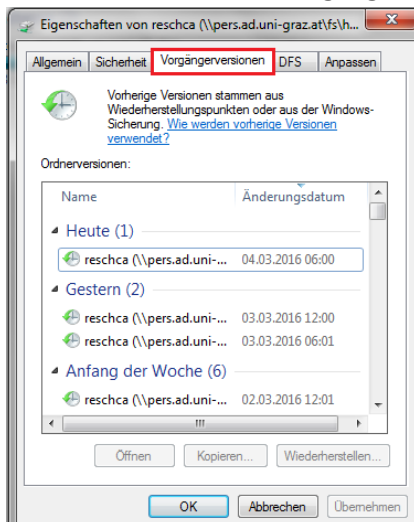 Eigenschaften von reschca (\\pers.ad.uni-graz.at\fs\h...
Allgemein Sicherheit Vorgängerversionen DFS Anpassen
Vorherige Versionen stammen aus
Wiederherstellungspunkten oder aus der Windows-
Sicherung. Wie werden vorherige Versionen
verwendet?
Ordnerversionen:
Name Änderungsdatum
Heute (1)
reschca (\\pers.ad.uni-... 04.03.2016 06:00
Gestern (2)
reschca (\\pers.ad.uni-... 03.03.2016 12:00
reschca (\\pers.ad.uni-... 03.03.2016 06:01
Anfang der Woche (6)
reschca (\\pers.ad.uni-... 02.03.2016 12:01
Öffnen Kopieren... Wiederherstellen...
OK Abbrechen Übernehmen